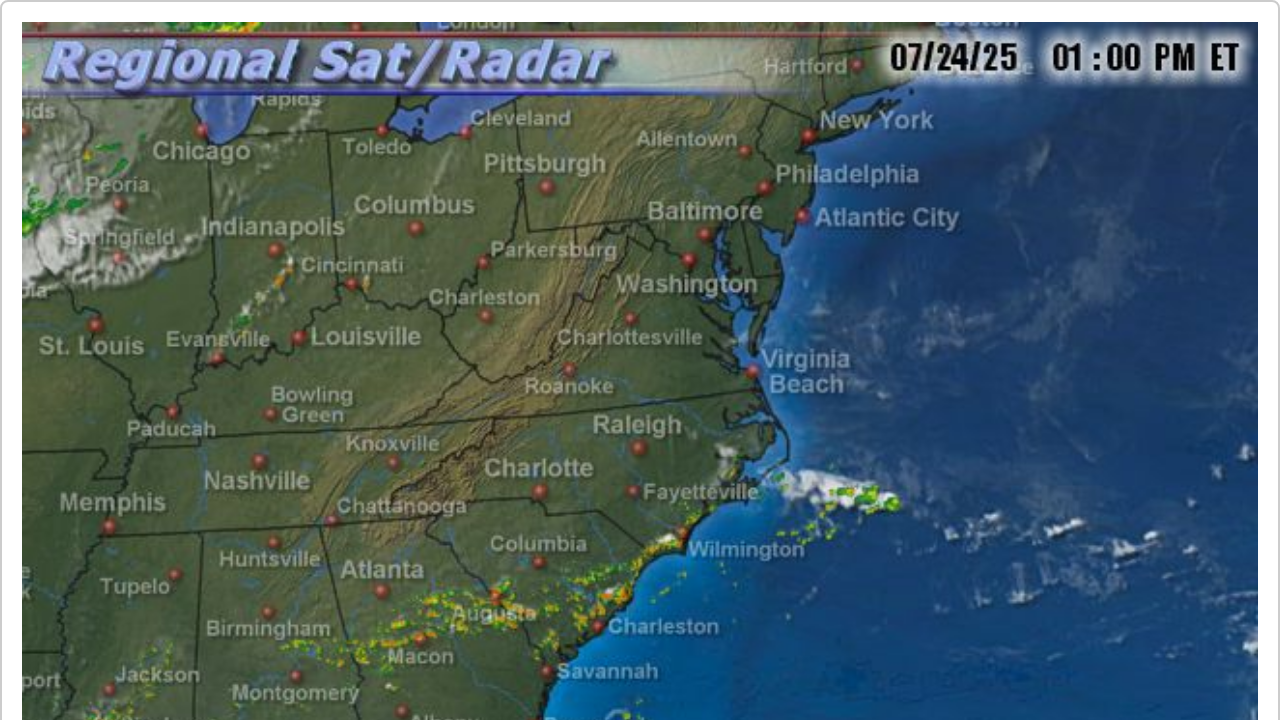 London
Boston
Regional Sat/Radar
07/24/25 01:00 PM ET
Hartford
Rapids
Cleveland
New York
Chicago
Toledo
Allentown
Pittsburgh
Philadelphia
Peoria
Columbus
Baltimore
Atlantic City
Indianapolis
Springfield
Parkersburg
Cincinnati
Washington
Charleston
St. Louis
Evansville
Louisville
Charlottesville
Virginia
Beach
Roanoke
Bowling
Green
Paducah
Raleigh
Knoxville
Nashville
Charlotte
Fayetteville
Memphis
Chattanooga
Wilmington
Columbia
Huntsville
Atlanta
Tupelo
Augusta
Birmingham
Charleston
Macon
Savannah
Jackson
Montgomery
port
Albany